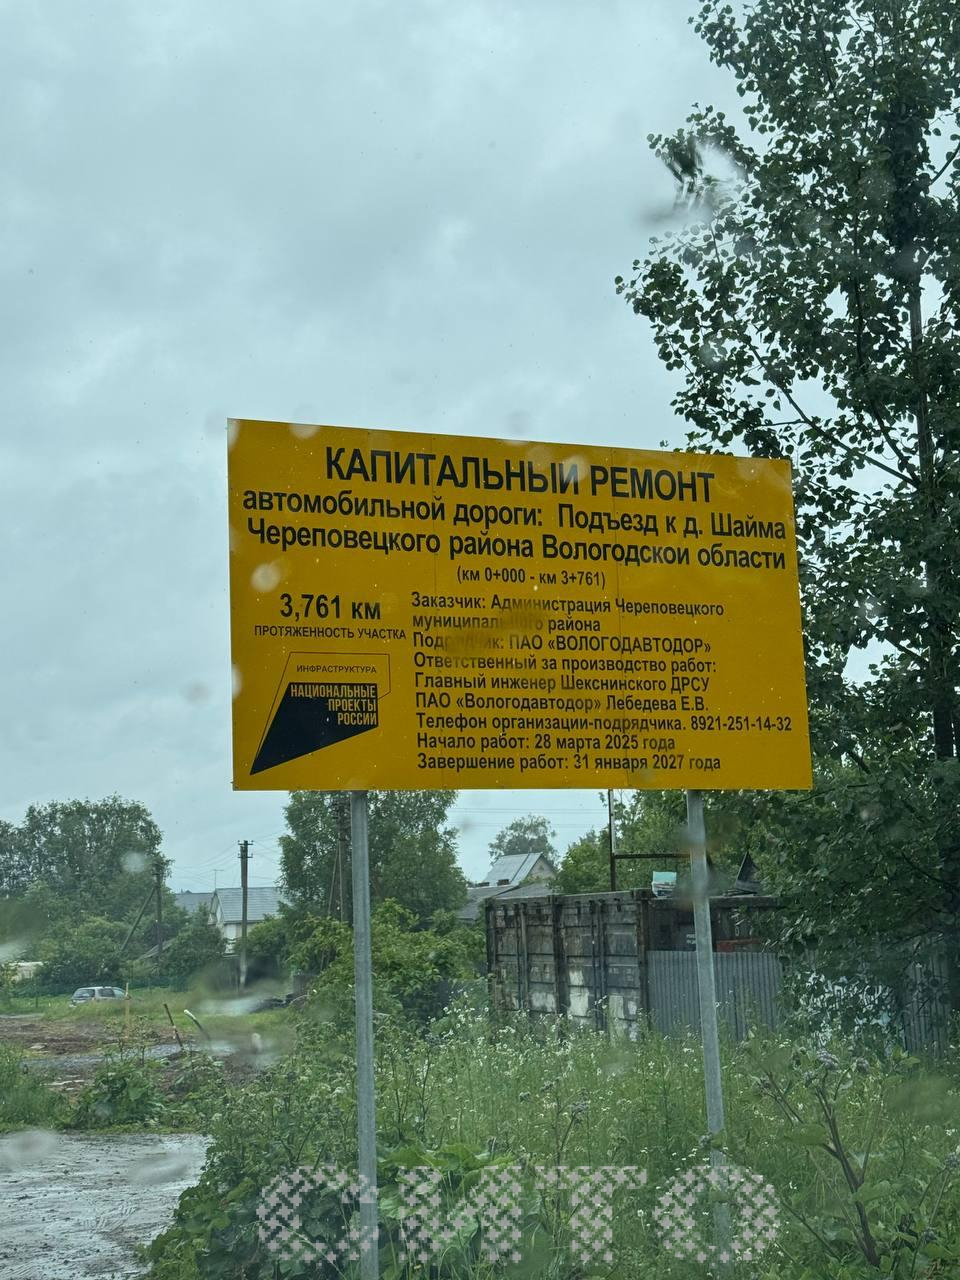 КАПИТАЛЬНЫЙ РЕМОНТ
автомобильной дороги: Подъезд к д. Шайма
Череповецкого района Вологодской области
(км 0+000 - км 3+761)
3,761 км
ПРОТЯЖЕННОСТЬ УЧАСТКА
ИНФРАСТРУКТУРА
НАЦИОНАЛЬНЫЕ
ПРОЕКТЫ
РОССИИ
Заказчик: Администрация Череповецкого
муниципального района
Подрядчик: ПАО «ВОЛОГОДАВТОДОР»
Ответственный за производство работ:
Главный инженер Шекснинского ДРСУ
ПАО «Вологодавтодор» Лебедева Е.В.
Телефон организации-подрядчика. 8921-251-14-32
Начало работ: 28 марта 2025 года
Завершение работ: 31 января 2027 года
СИТО